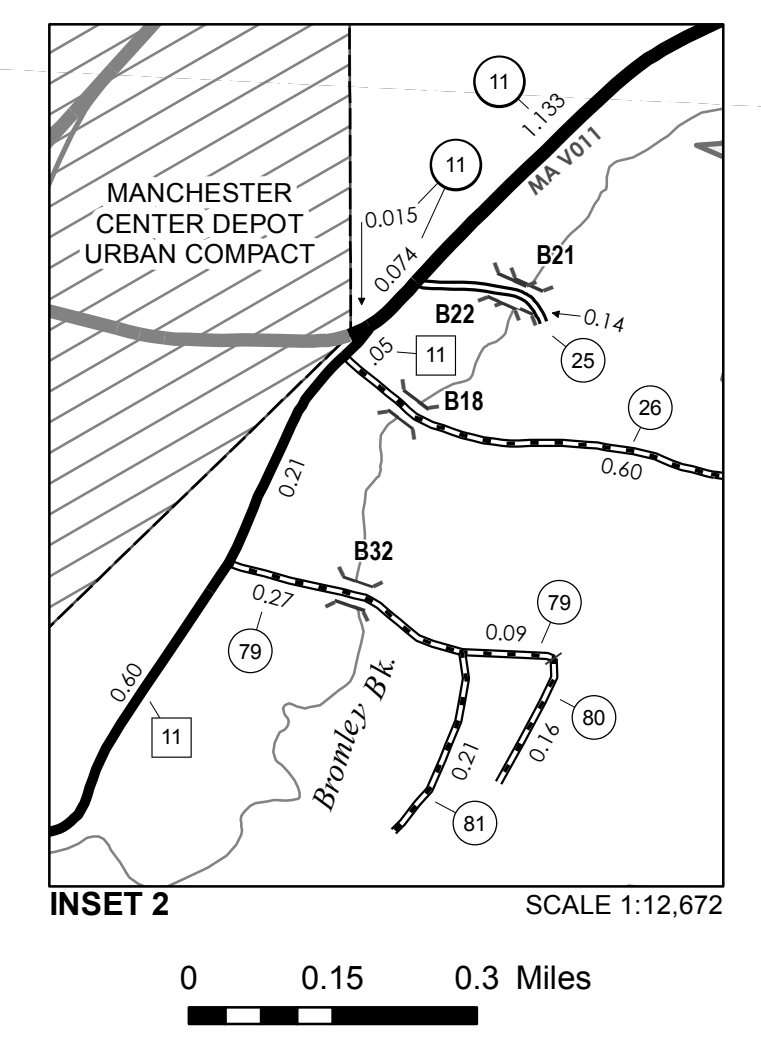 11
1.133
11
MA V011
MANCHESTER
CENTER DEPOT
URBAN COMPACT
0.015
0.074
B21
B22
0.14
25
.05
11
B18
26
0.60
0.21
B32
0.27
79
79
0.09
0.60
11
Bromley Bk.
80
0.16
0.21
81
INSET 2
SCALE 1:12,672
0 0.15 0.3 Miles